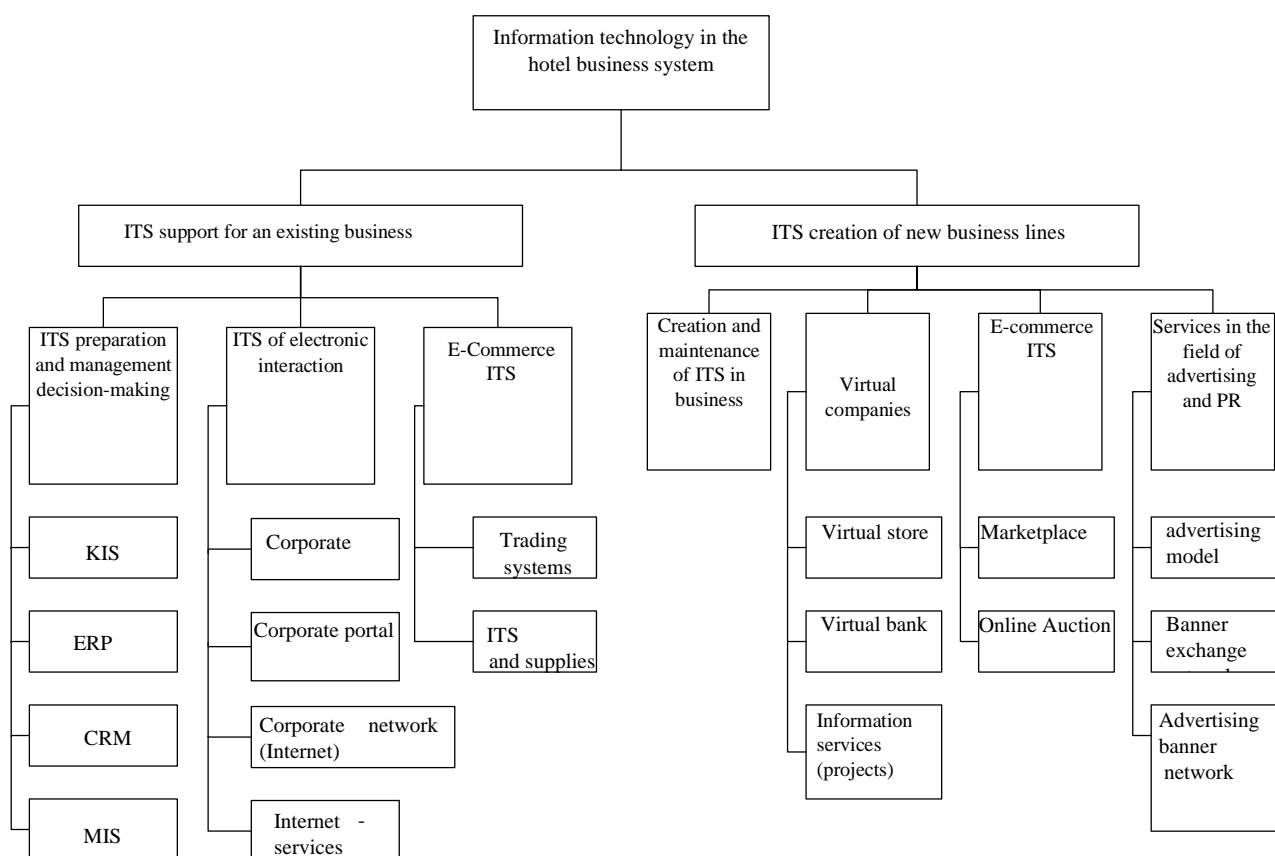 Information technology in the
hotel business system
ITS support for an existing business
ITS creation of new business lines
ITS preparation
and management
decision-making
ITS of electronic
interaction
E-Commerce
ITS
Creation and
maintenance
of ITS in
business
Virtual
companies
E-commerce
ITS
Services in the
field of
advertising
and PR
KIS
ERP
CRM
MIS
Corporate
Corporate portal
Corporate network
(Internet)
Internet -
services
Trading
systems
ITS
and supplies
Virtual store
Virtual bank
Information
services
(projects)
Marketplace
Online Auction
advertising
model
Banner
exchange
Advertising
banner
network